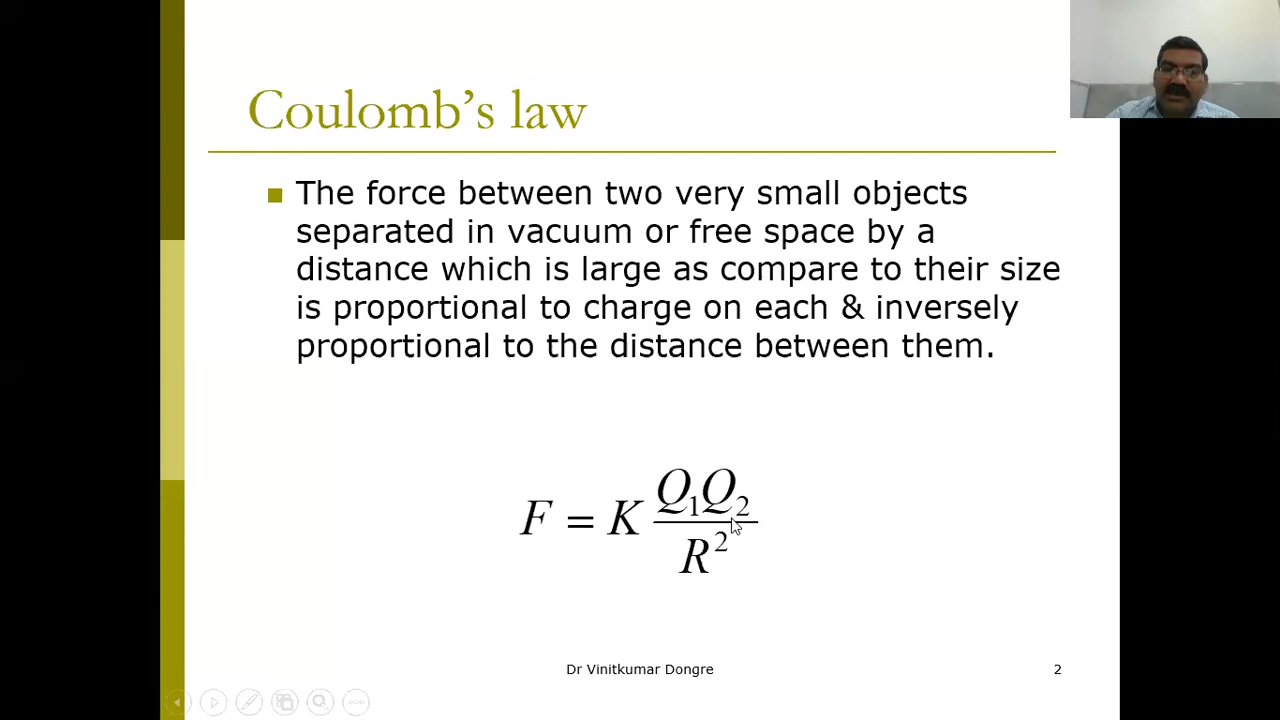 Coulomb's law
The force between two very small objects
separated in vacuum or free space by a
distance which is large as compare to their size
is proportional to charge on each & inversely
proportional to the distance between them.
F = K Q₁Q₂ / R²
Dr Vinitkumar Dongre
2